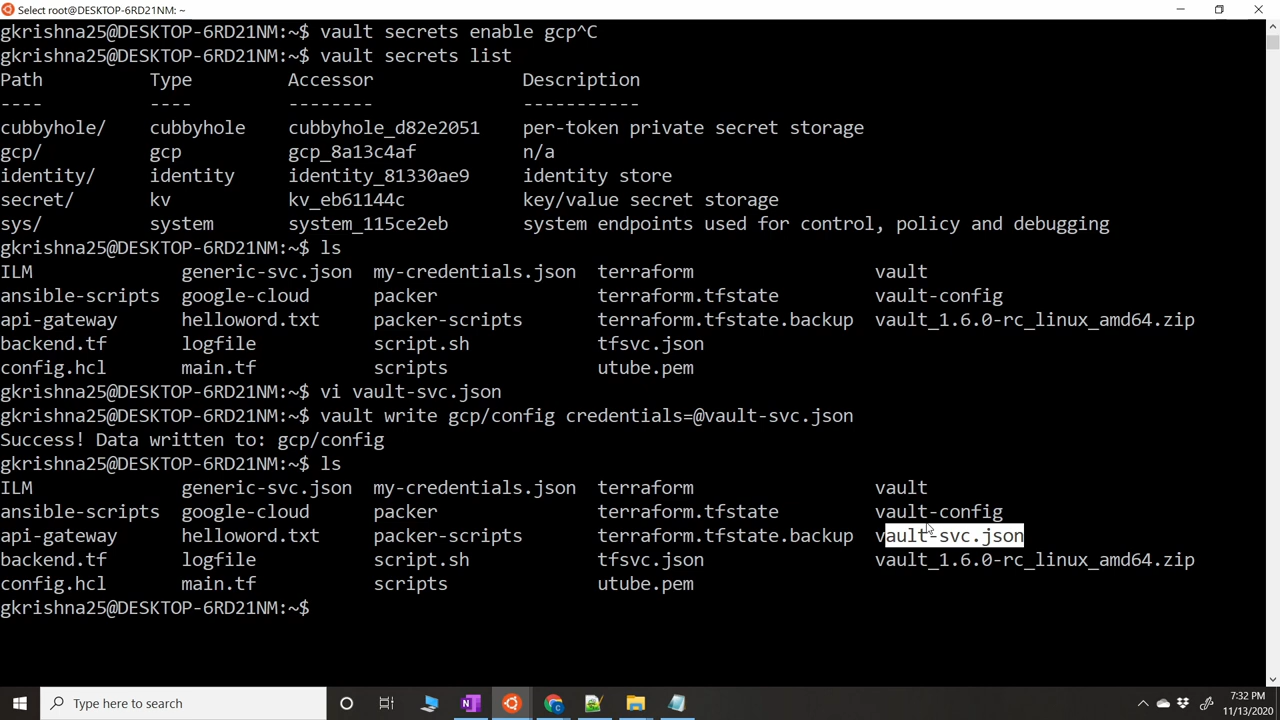 Select root@DESKTOP-6RD21NM: ~
gkrishna25@DESKTOP-6RD21NM:~$ vault secrets enable gcp^C
gkrishna25@DESKTOP-6RD21NM:~$ vault secrets list
Path Type Accessor Description
---- ---- -------- -----------
cubbyhole/ cubbyhole cubbyhole_d82e2051 per-token private secret storage
gcp/ gcp gcp_8a13c4af n/a
identity/ identity identity_81330ae9 identity store
secret/ kv kv_eb61144c key/value secret storage
sys/ system system_115ce2eb system endpoints used for control, policy and debugging
gkrishna25@DESKTOP-6RD21NM:~$ ls
ILM generic-svc.json my-credentials.json terraform vault
ansible-scripts google-cloud packer terraform.tfstate vault-config
api-gateway helloword.txt packer-scripts terraform.tfstate.backup vault_1.6.0-rc_linux_amd64.zip
backend.tf logfile script.sh tfsvc.json
config.hcl main.tf scripts utube.pem
gkrishna25@DESKTOP-6RD21NM:~$ vi vault-svc.json
gkrishna25@DESKTOP-6RD21NM:~$ vault write gcp/config credentials=@vault-svc.json
Success! Data written to: gcp/config
gkrishna25@DESKTOP-6RD21NM:~$ ls
ILM generic-svc.json my-credentials.json terraform vault
ansible-scripts google-cloud packer terraform.tfstate vault-config
api-gateway helloword.txt packer-scripts terraform.tfstate.backup vault-svc.json
backend.tf logfile script.sh tfsvc.json vault_1.6.0-rc_linux_amd64.zip
config.hcl main.tf scripts utube.pem
gkrishna25@DESKTOP-6RD21NM:~$
Type here to search
7:32 PM
11/13/2020